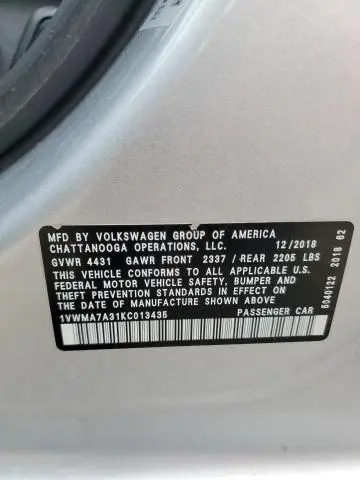 MFD. BY VOLKSWAGEN GROUP OF AMERICA
CHATTANOOGA OPERATIONS, LLC. 12/2018
GVWR 4431 GAWR FRONT 2337 / REAR 2205 LBS
THIS VEHICLE CONFORMS TO ALL APPLICABLE U.S.
FEDERAL MOTOR VEHICLE SAFETY, BUMPER AND
THEFT PREVENTION STANDARDS IN EFFECT ON
THE DATE OF MANUFACTURE SHOWN ABOVE.
1VWMA7A31KC013435 PASSENGER CAR
5040122 2018 62